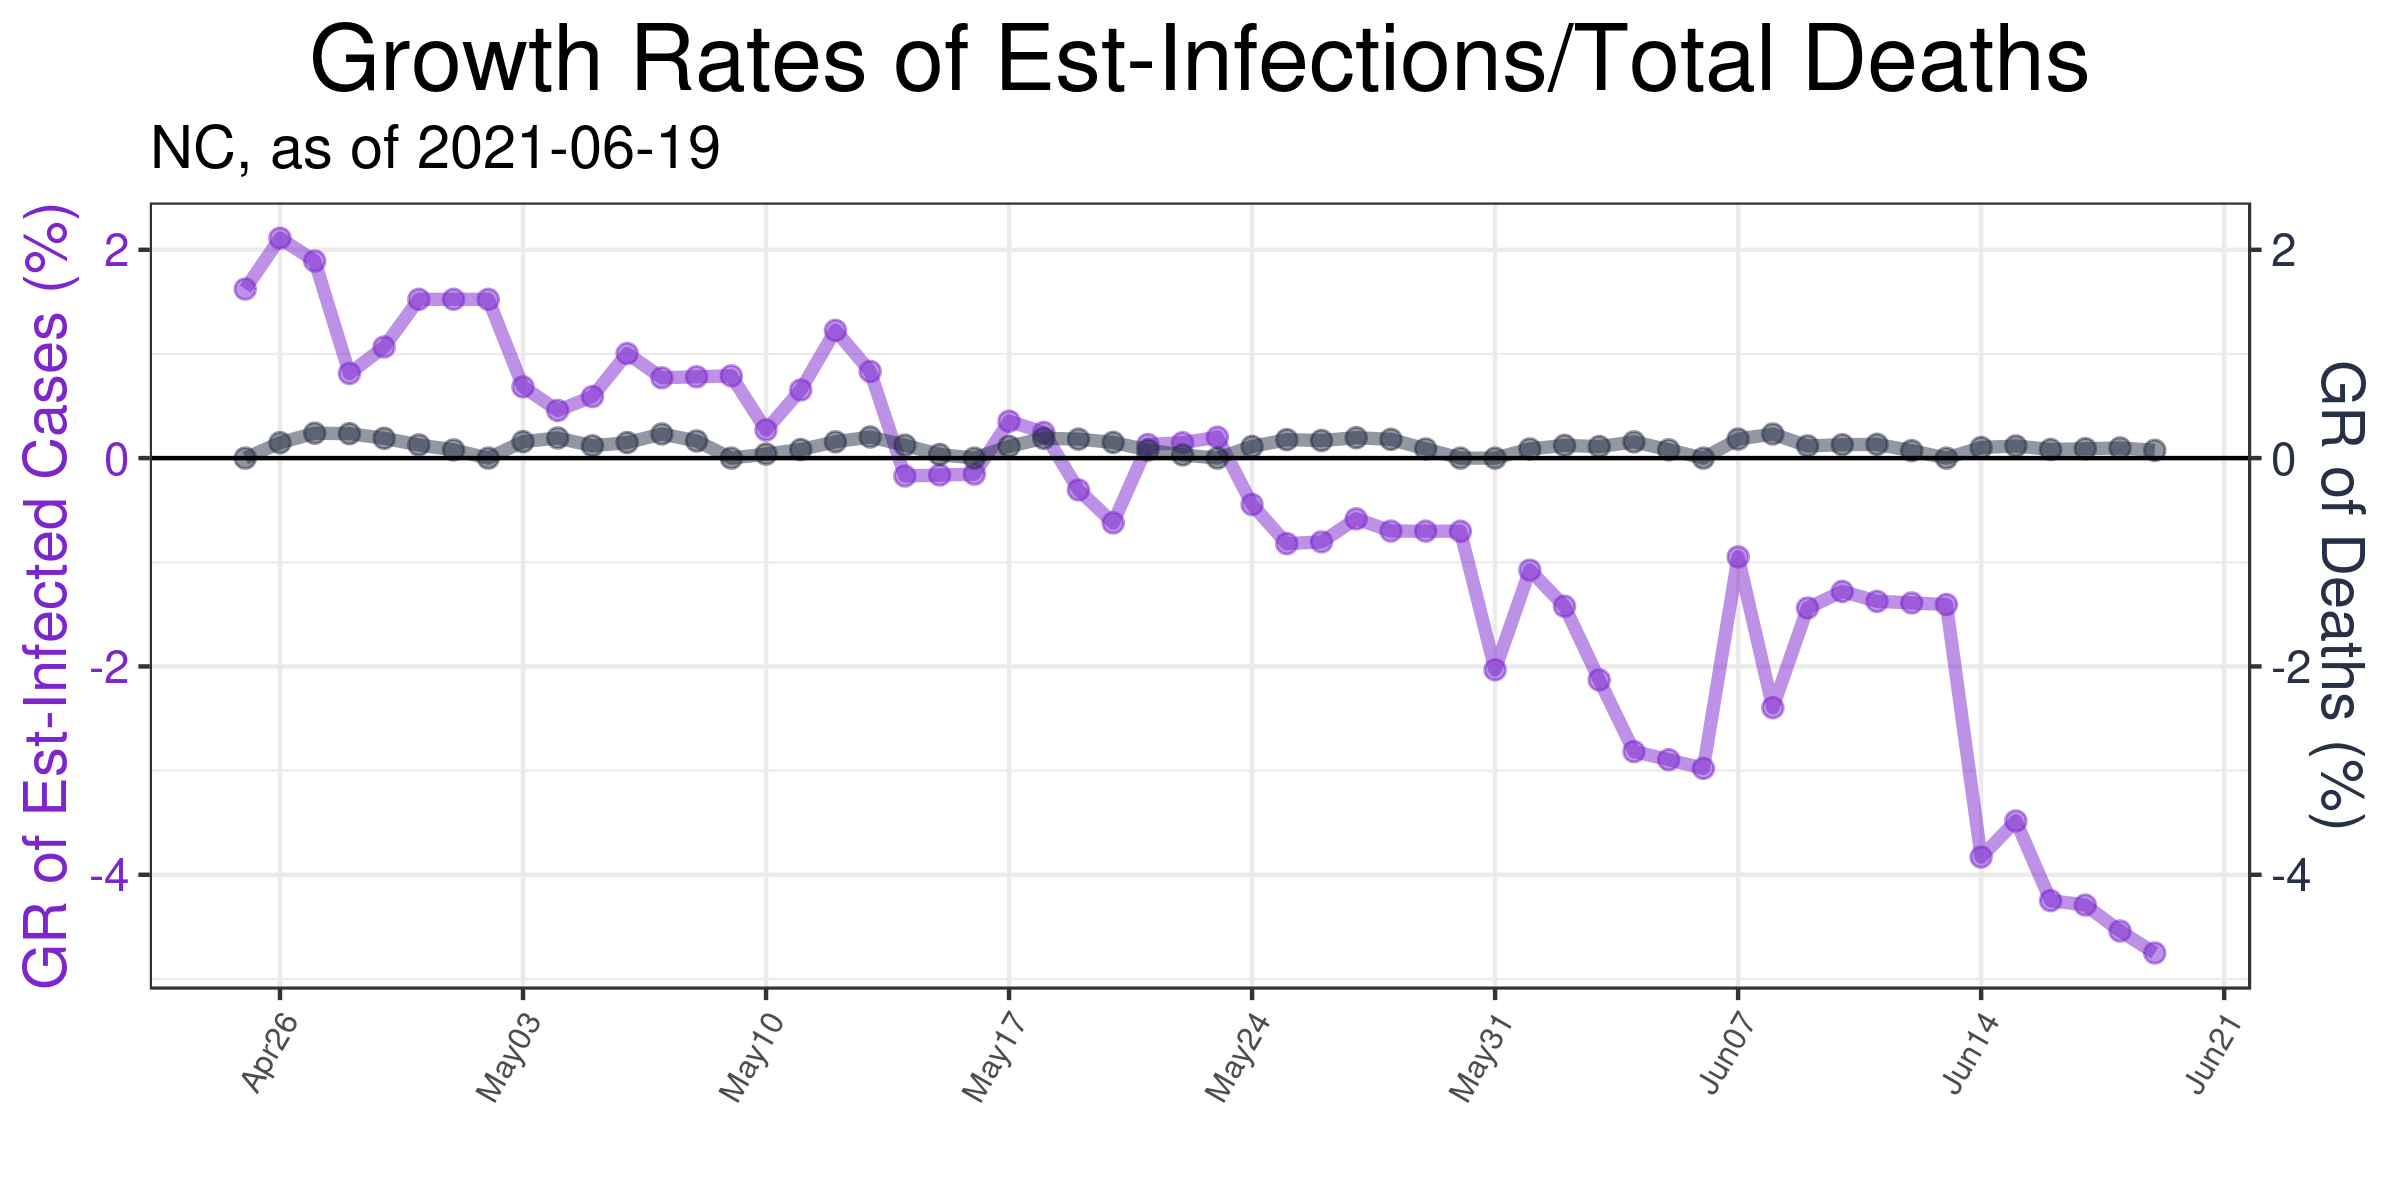 Growth Rates of Est-Infections/Total Deaths
NC, as of 2021-06-19
GR of Est-Infected Cases (%)
2
0
-2
-4
2
0
-2
-4
GR of Deaths (%)
Apr26
May03
May10
May17
May24
May31
Jun07
Jun14
Jun21